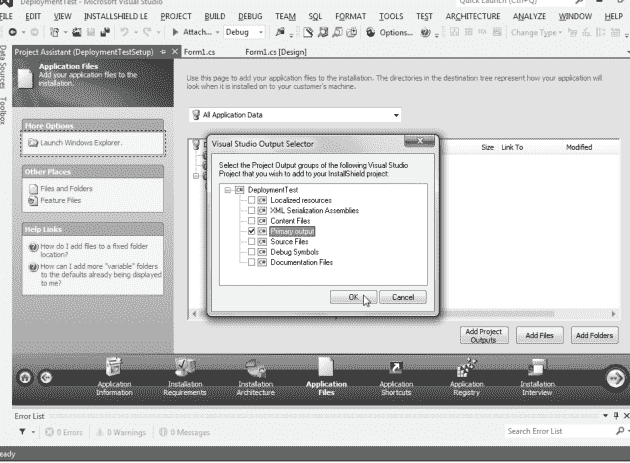 DeploymentTest - Microsoft Visual Studio
Quick Launch (Ctrl+Q)
FILE EDIT VIEW INSTALLSHIELD LE PROJECT BUILD DEBUG TEAM SQL FORMAT TOOLS TEST ARCHITECTURE ANALYZE WINDOW HELP
Attach... Debug Options... Change Type
Data Sources
Toolbox
Project Assistant (DeploymentTestSetup) Form1.cs Form1.cs [Design]
Application Files
Add your application files to the
installation.
Use this page to add your application files to the installation. The directories in the destination tree represent how your application will
look when it is installed on your customer's machine.
More Options
Launch Windows Explorer.
Other Places
Files and Folders
Feature Files
Help Links
How do I add files to a fixed folder
location?
How can I add more "variable" folders
to the defaults already being displayed
to me?
All Application Data
Size Link To Modified
Visual Studio Output Selector
Select the Project Output groups of the following Visual Studio
Project that you wish to add to your InstallShield project:
DeploymentTest
Localized resources
XML Serialization Assemblies
Content Files
Primary output
Source Files
Debug Symbols
Documentation Files
OK Cancel
Add Project
Outputs
Add Files
Add Folders
Application
Information
Installation
Requirements
Installation
Architecture
Application
Files
Application
Shortcuts
Application
Registry
Installation
Interview
Error List
0 Errors 0 Warnings 0 Messages
Search Error List
eady